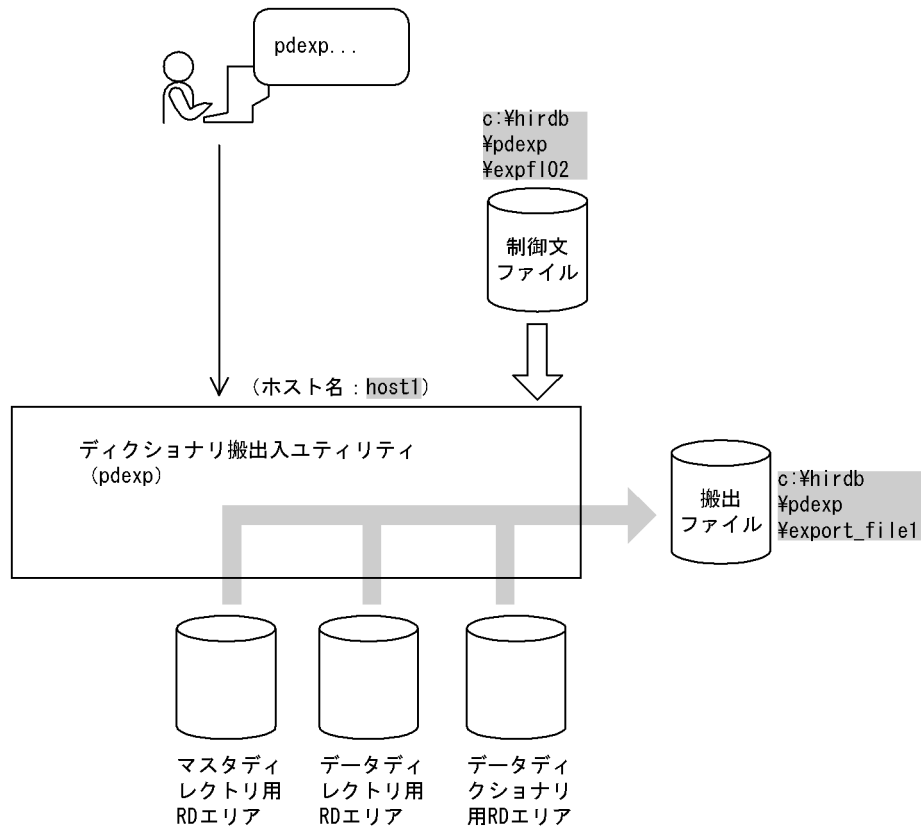 pdexp...
c:¥hirdb
¥pdexp
¥expfl02
制御文
ファイル
(ホスト名:host1)
ディクショナリ搬出入ユティリティ
(pdexp)
搬出
ファイル
c:¥hirdb
¥pdexp
¥export_file1
マスタディ
レクトリ用
RDエリア
データディ
レクトリ用
RDエリア
データディ
クショナリ
用RDエリア